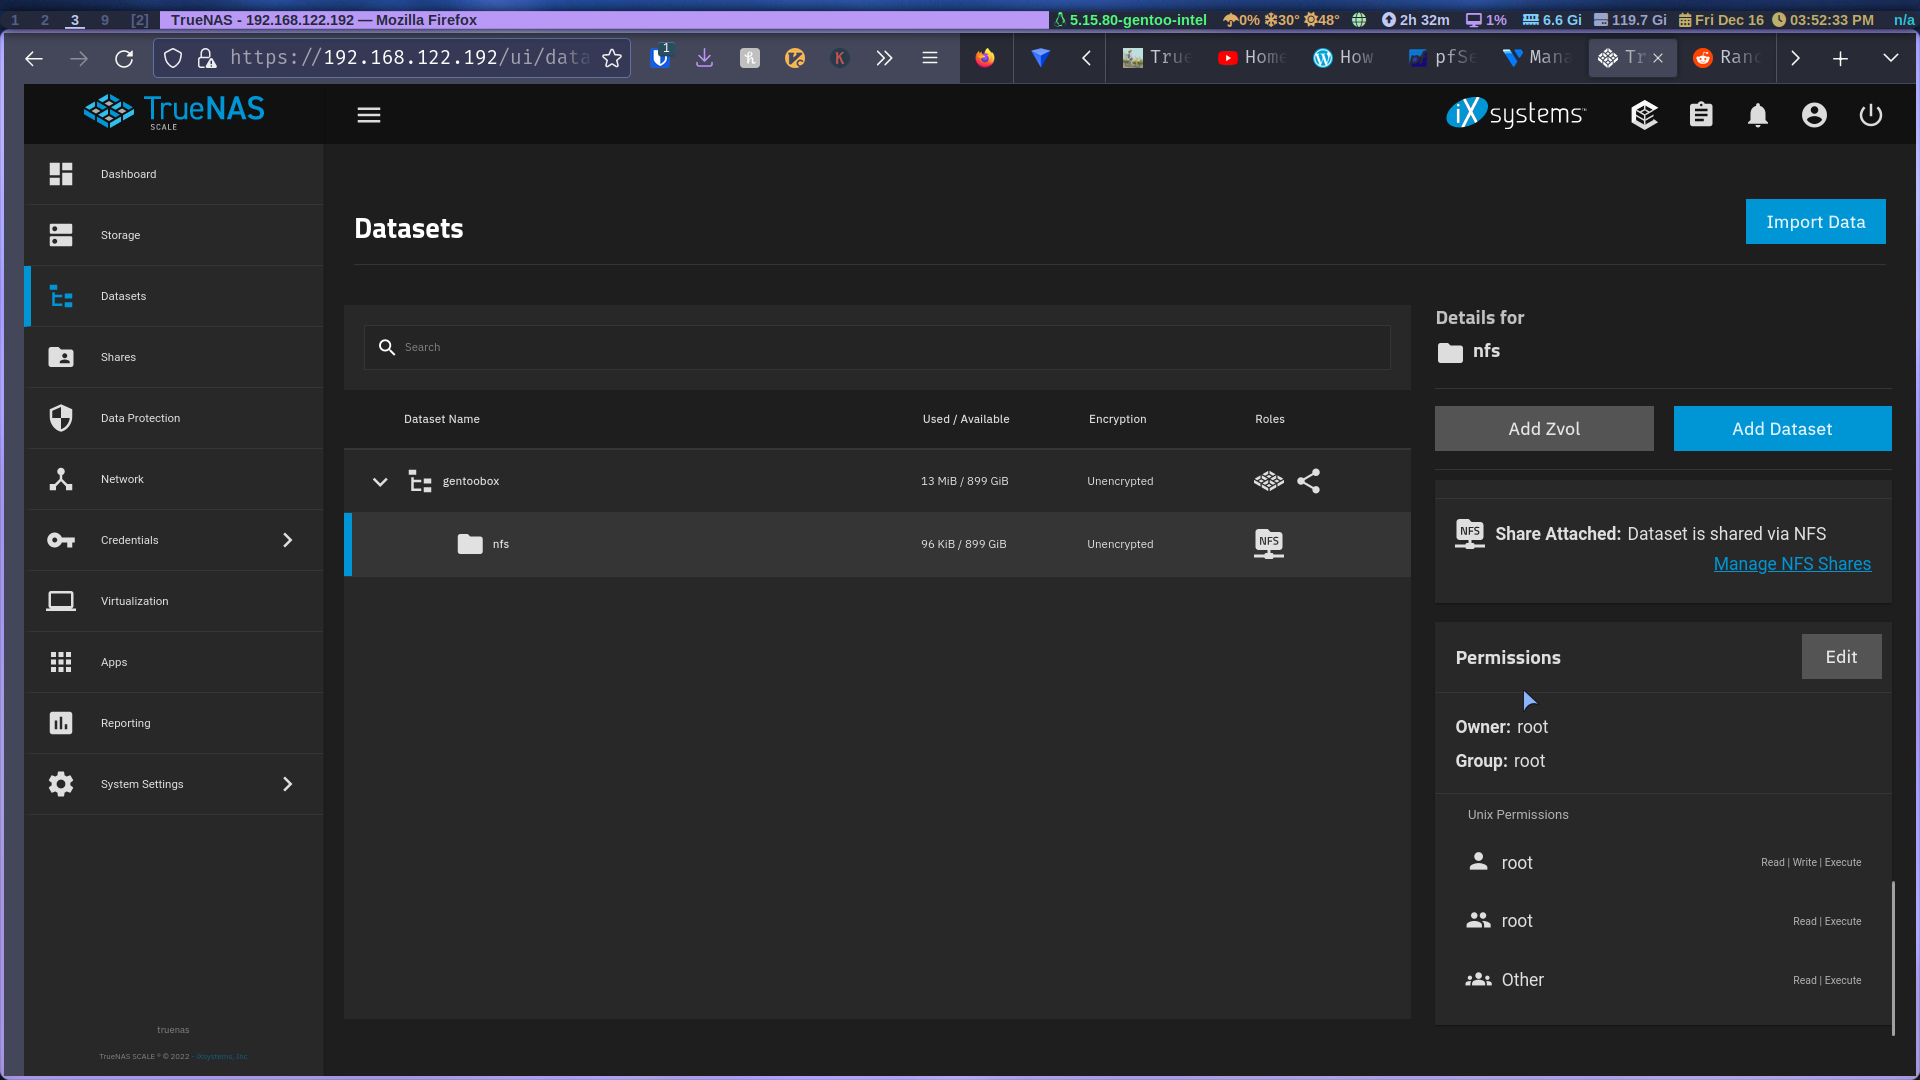 1 2 3 9 [2] TrueNAS - 192.168.122.192 — Mozilla Firefox 5.15.80-gentoo-intel 0% 30° 48° 2h 32m 1% 6.6 Gi 119.7 Gi Fri Dec 16 03:52:33 PM n/a
https://192.168.122.192/ui/data 1 True Home How pfSe Mana Tr Rand
TrueNAS
SCALE
iX systems
Dashboard
Storage
Datasets
Shares
Data Protection
Network
Credentials
Virtualization
Apps
Reporting
System Settings
truenas
TrueNAS SCALE ® © 2022 - iXsystems, Inc
Datasets
Import Data
Search
Dataset Name Used / Available Encryption Roles
gentoobox 13 MiB / 899 GiB Unencrypted
nfs 96 KiB / 899 GiB Unencrypted NFS
Details for
nfs
Add Zvol Add Dataset
NFS Share Attached: Dataset is shared via NFS
Manage NFS Shares
Permissions Edit
Owner: root
Group: root
Unix Permissions
root Read | Write | Execute
root Read | Execute
Other Read | Execute